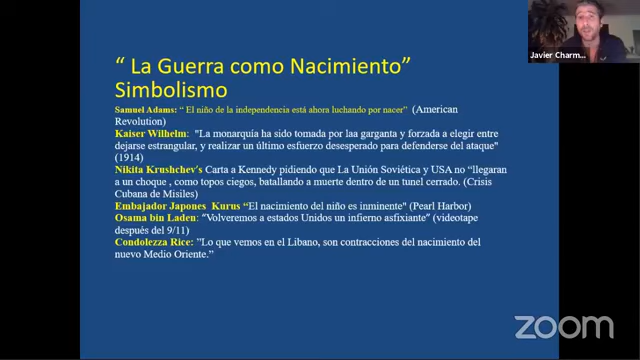 Javier Charm...
“ La Guerra como Nacimiento”
Simbolismo
Samuel Adams: “ El niño de la independencia está ahora luchando por nacer” (American
Revolution)
Kaiser Wilhelm: "La monarquía ha sido tomada por laa garganta y forzada a elegir entre
dejarse estrangular, y realizar un último esfuerzo desesperado para defenderse del ataque"
(1914)
Nikita Krushchev's Carta a Kennedy pidiendo que La Unión Soviética y USA no “llegaran
a un choque, como topos ciegos, batallando a muerte dentro de un tunel cerrado. (Crisis
Cubana de Misiles)
Embajador Japones Kurus “El nacimiento del niño es inminente" (Pearl Harbor)
Osama bin Laden: “Volveremos a estados Unidos un infierno asfixiante” (videotape
después del 9/11)
Condolezza Rice: ”Lo que vemos en el Líbano, son contracciones del nacimiento del
nuevo Medio Oriente.”
zoom